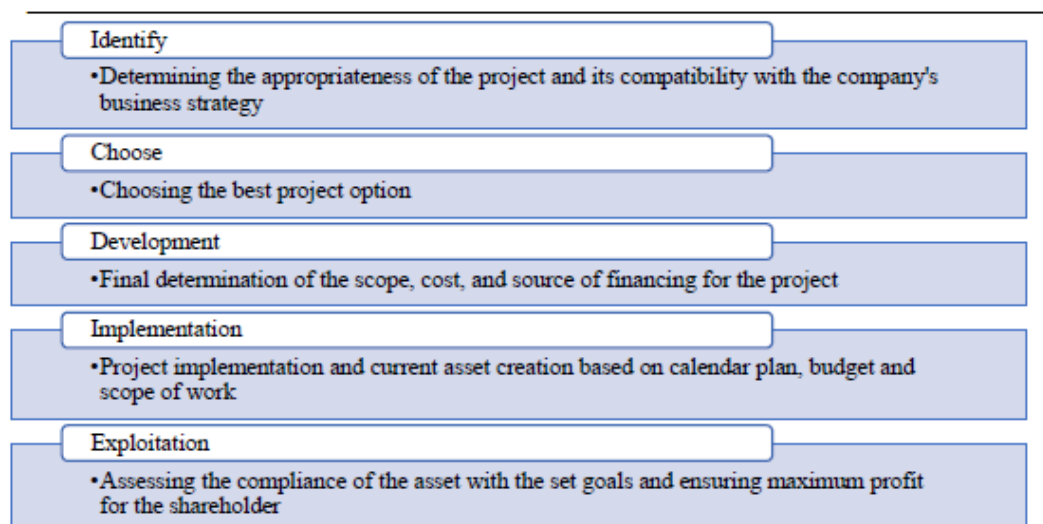 Identify
•Determining the appropriateness of the project and its compatibility with the company's
business strategy
Choose
•Choosing the best project option
Development
•Final determination of the scope, cost, and source of financing for the project
Implementation
•Project implementation and current asset creation based on calendar plan, budget and
scope of work
Exploitation
•Assessing the compliance of the asset with the set goals and ensuring maximum profit
for the shareholder